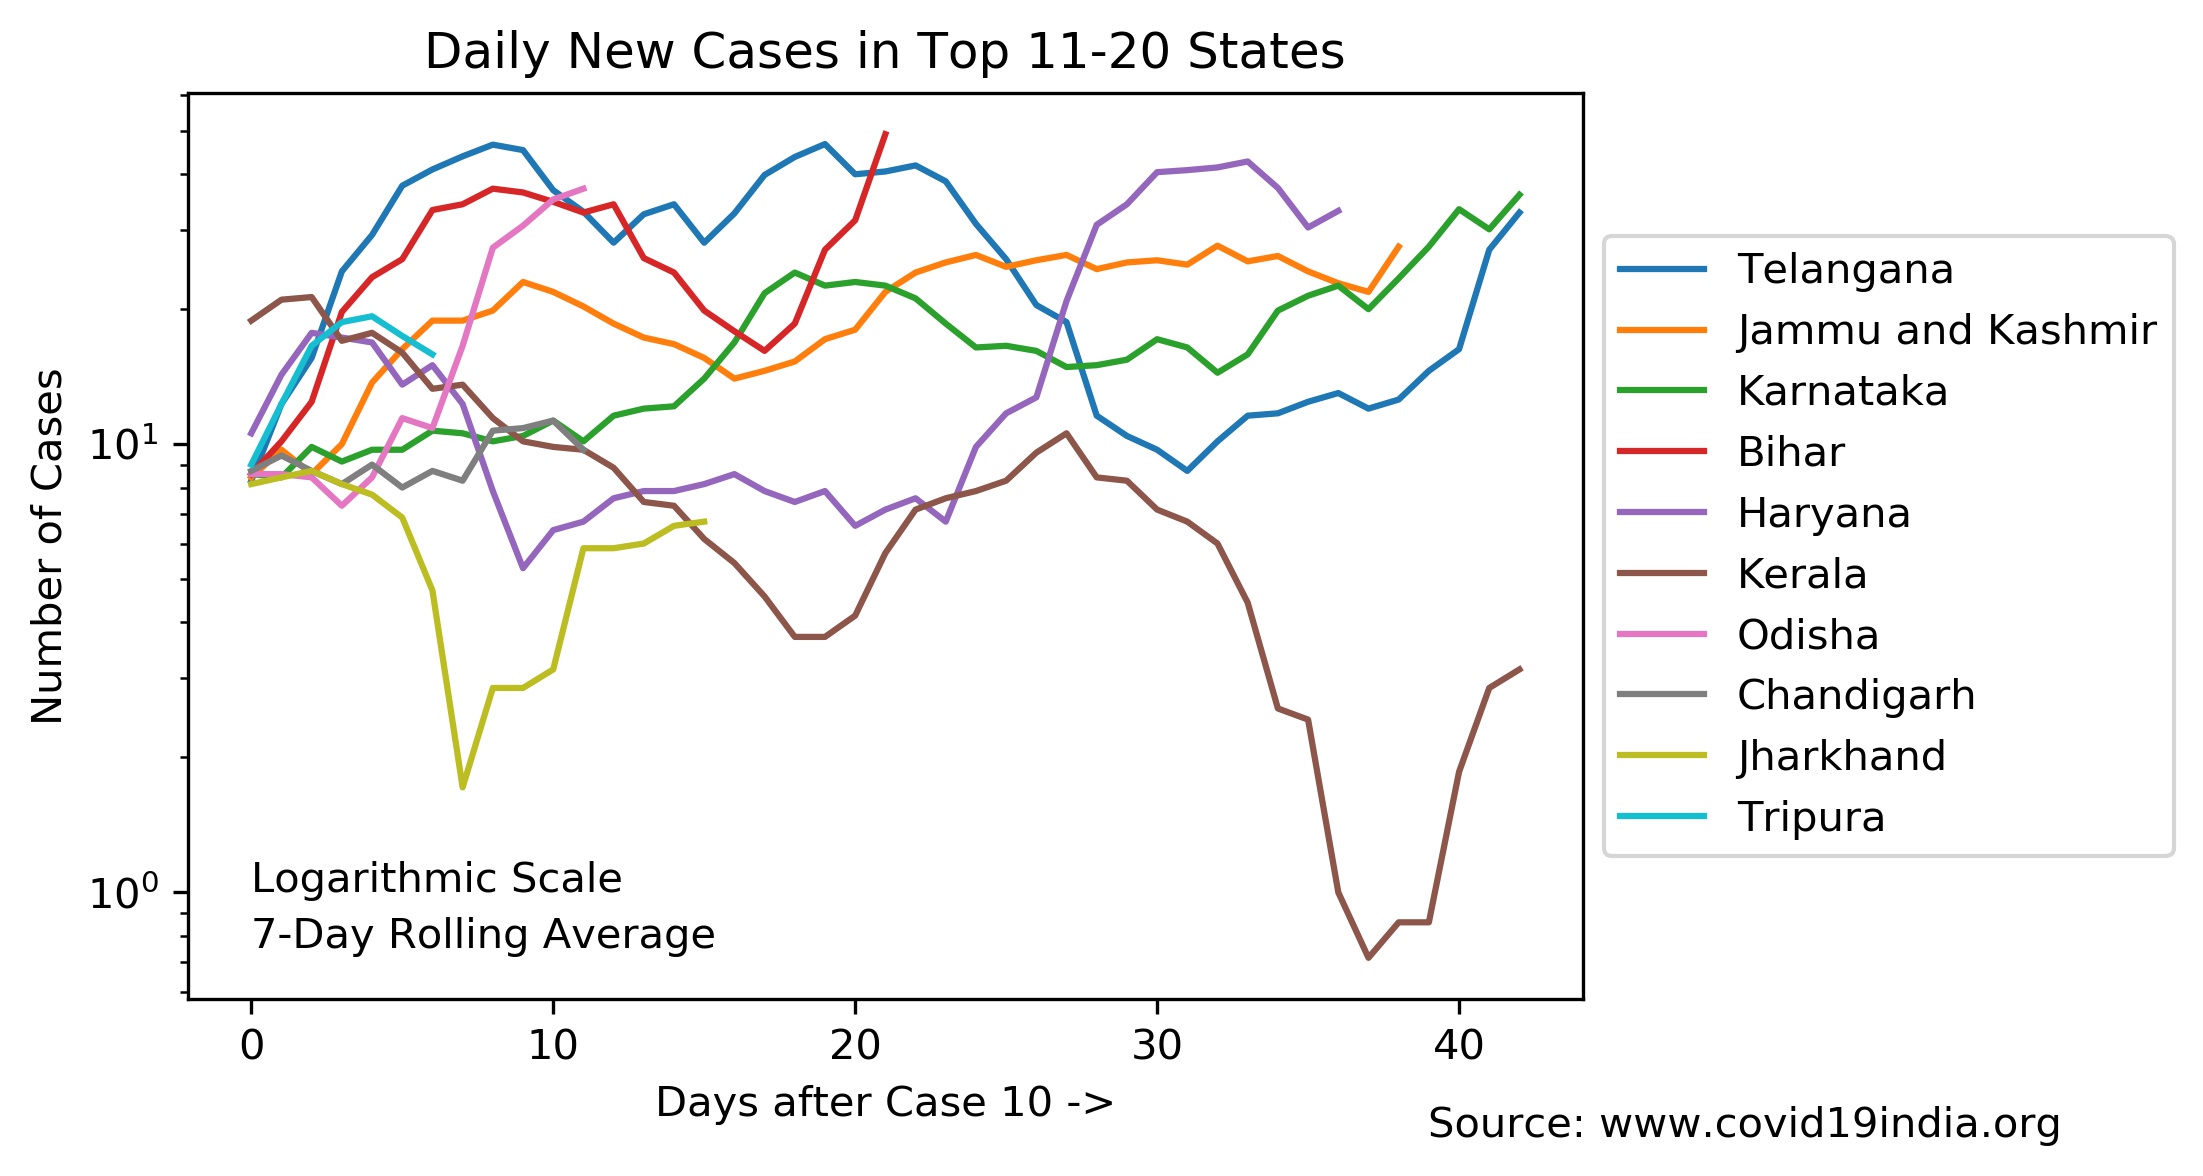 Daily New Cases in Top 11-20 States
Number of Cases
10¹
10⁰
Logarithmic Scale
7-Day Rolling Average
0 10 20 30 40
Days after Case 10 ->
Telangana
Jammu and Kashmir
Karnataka
Bihar
Haryana
Kerala
Odisha
Chandigarh
Jharkhand
Tripura
Source: www.covid19india.org